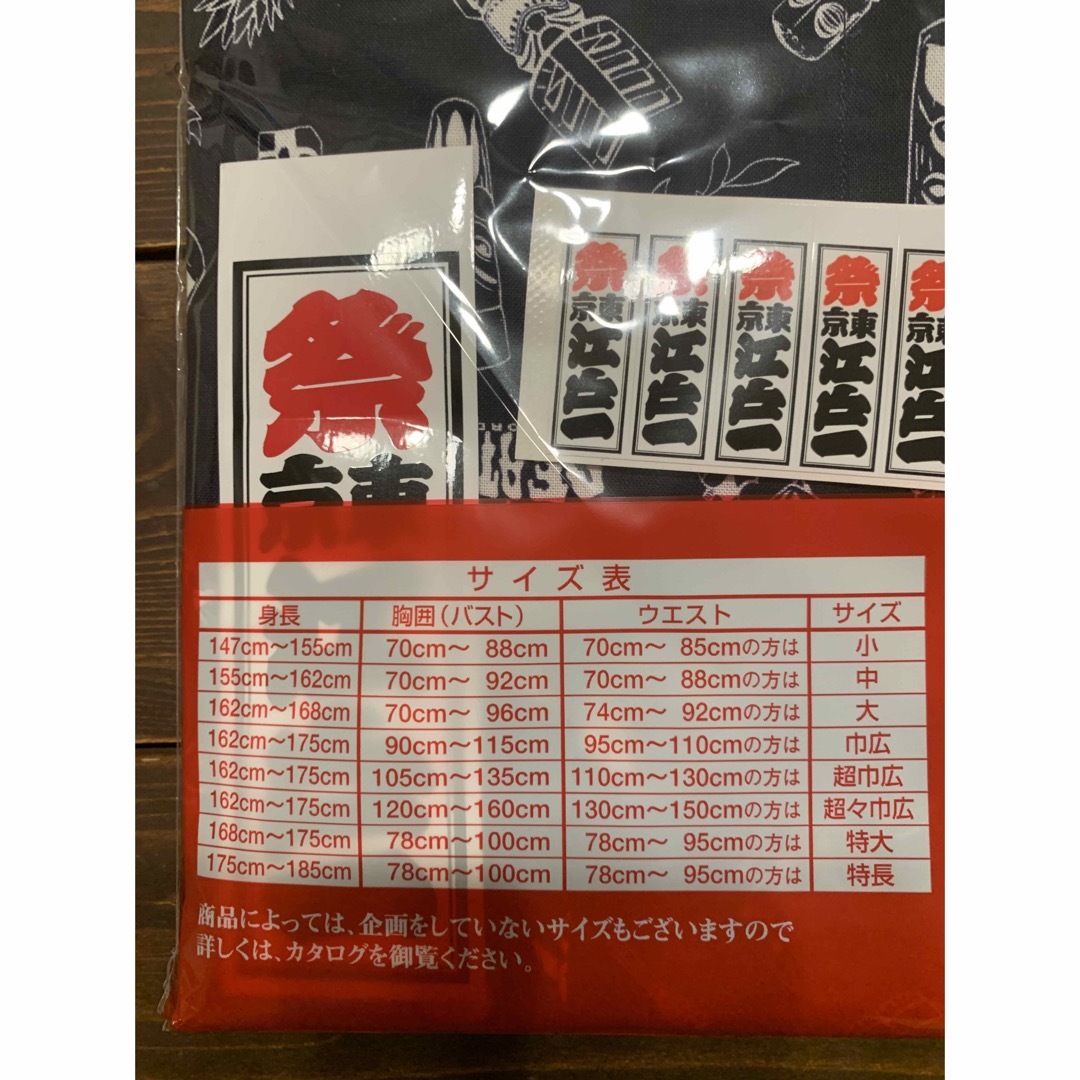 祭
東京
祭 東京 江戸一
祭 東京 江戸一
祭 東京 江戸一
祭 東京 江戸一
祭 東京 江戸一
サイズ表
身長 胸囲(バスト) ウエスト サイズ
147cm〜155cm 70cm〜 88cm 70cm〜 85cmの方は 小
155cm〜162cm 70cm〜 92cm 70cm〜 88cmの方は 中
162cm〜168cm 70cm〜 96cm 74cm〜 92cmの方は 大
162cm〜175cm 90cm〜115cm 95cm〜110cmの方は 巾広
162cm〜175cm 105cm〜135cm 110cm〜130cmの方は 超巾広
162cm〜175cm 120cm〜160cm 130cm〜150cmの方は 超々巾広
168cm〜175cm 78cm〜100cm 78cm〜 95cmの方は 特大
175cm〜185cm 78cm〜100cm 78cm〜 95cmの方は 特長
商品によっては、企画をしていないサイズもございますので
詳しくは、カタログを御覧ください。